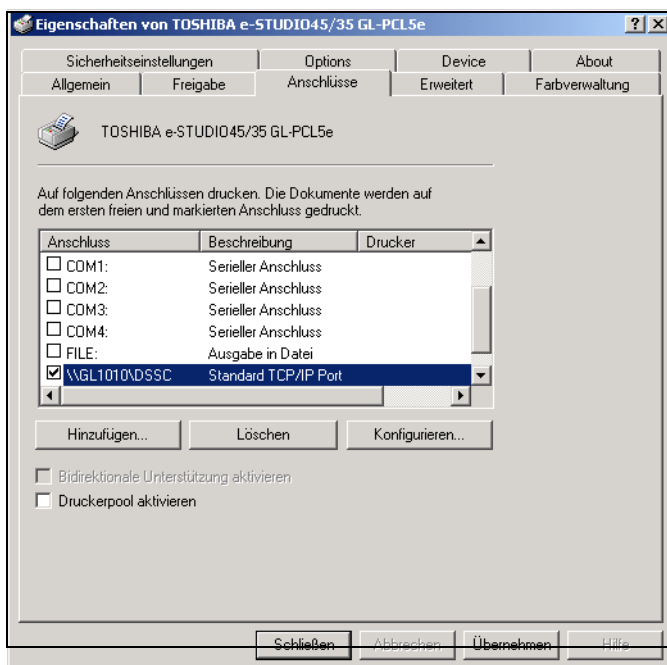 Eigenschaften von TOSHIBA e-STUDIO45/35 GL-PCL5e
Sicherheitseinstellungen Options Device About
Allgemein Freigabe Anschlüsse Erweitert Farbverwaltung
TOSHIBA e-STUDIO45/35 GL-PCL5e
Auf folgenden Anschlüssen drucken. Die Dokumente werden auf
dem ersten freien und markierten Anschluss gedruckt.
Anschluss Beschreibung Drucker
COM1: Serieller Anschluss
COM2: Serieller Anschluss
COM3: Serieller Anschluss
COM4: Serieller Anschluss
FILE: Ausgabe in Datei
\\GL1010\DSSC Standard TCP/IP Port
Hinzufügen... Löschen Konfigurieren...
Bidirektionale Unterstützung aktivieren
Druckerpool aktivieren
Schließen Abbrechen Übernehmen Hilfe